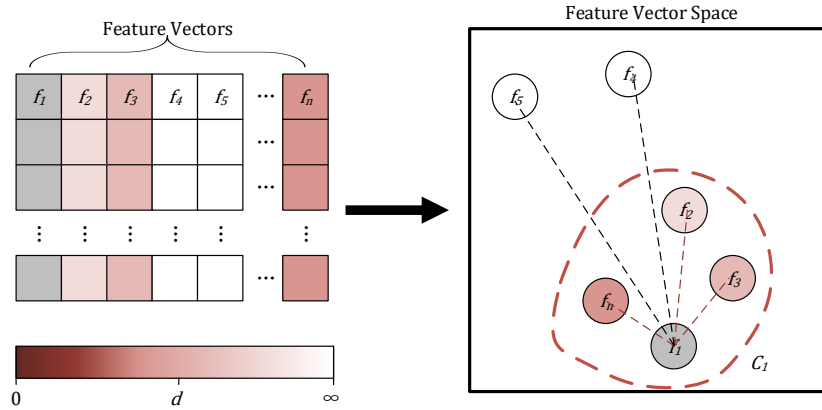 Feature Vectors
f1 f2 f3 f4 f5 ... fn
...
...
⋮ ⋮ ⋮ ⋮ ⋮ ⋮
...
0 d ∞
Feature Vector Space
f4
f5
f2
f3
fn
f1
C1